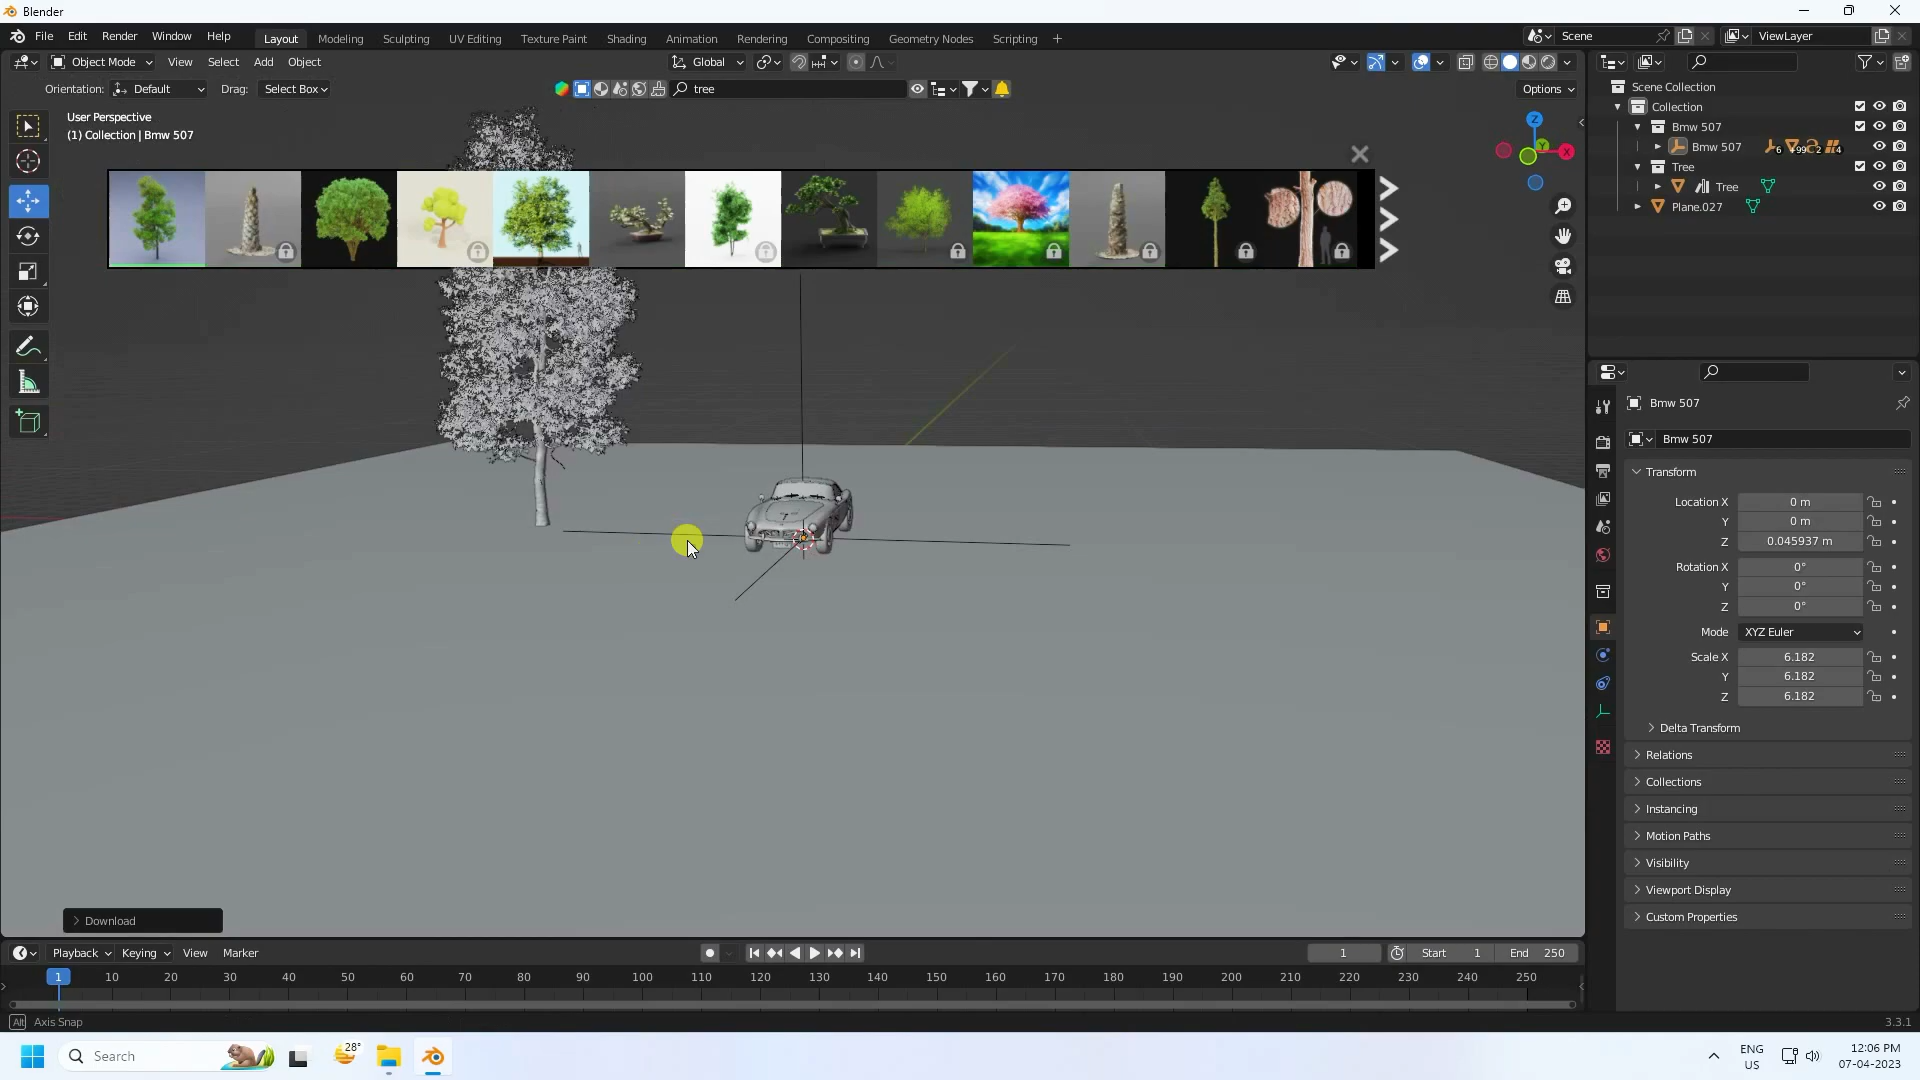 Blender
File Edit Render Window Help Layout Modeling Sculpting UV Editing Texture Paint Shading Animation Rendering Compositing Geometry Nodes Scripting + Scene ViewLayer
Object Mode View Select Add Object Global
Orientation: Default Drag: Select Box tree Options
User Perspective
(1) Collection | Bmw 507
Z
Y
X
Scene Collection
Collection
Bmw 507
Bmw 507 6 +99 2 4
Tree
Tree
Plane.027
Bmw 507
Bmw 507
Transform
Location X 0 m
Y 0 m
Z 0.045937 m
Rotation X 0°
Y 0°
Z 0°
Mode XYZ Euler
Scale X 6.182
Y 6.182
Z 6.182
Delta Transform
Relations
Collections
Instancing
Motion Paths
Visibility
Viewport Display
Custom Properties
Download
Playback Keying View Marker 1 Start 1 End 250
1 10 20 30 40 50 60 70 80 90 100 110 120 130 140 150 160 170 180 190 200 210 220 230 240 250
Alt Axis Snap 3.3.1
Search 28° ENG US 12:06 PM 07-04-2023